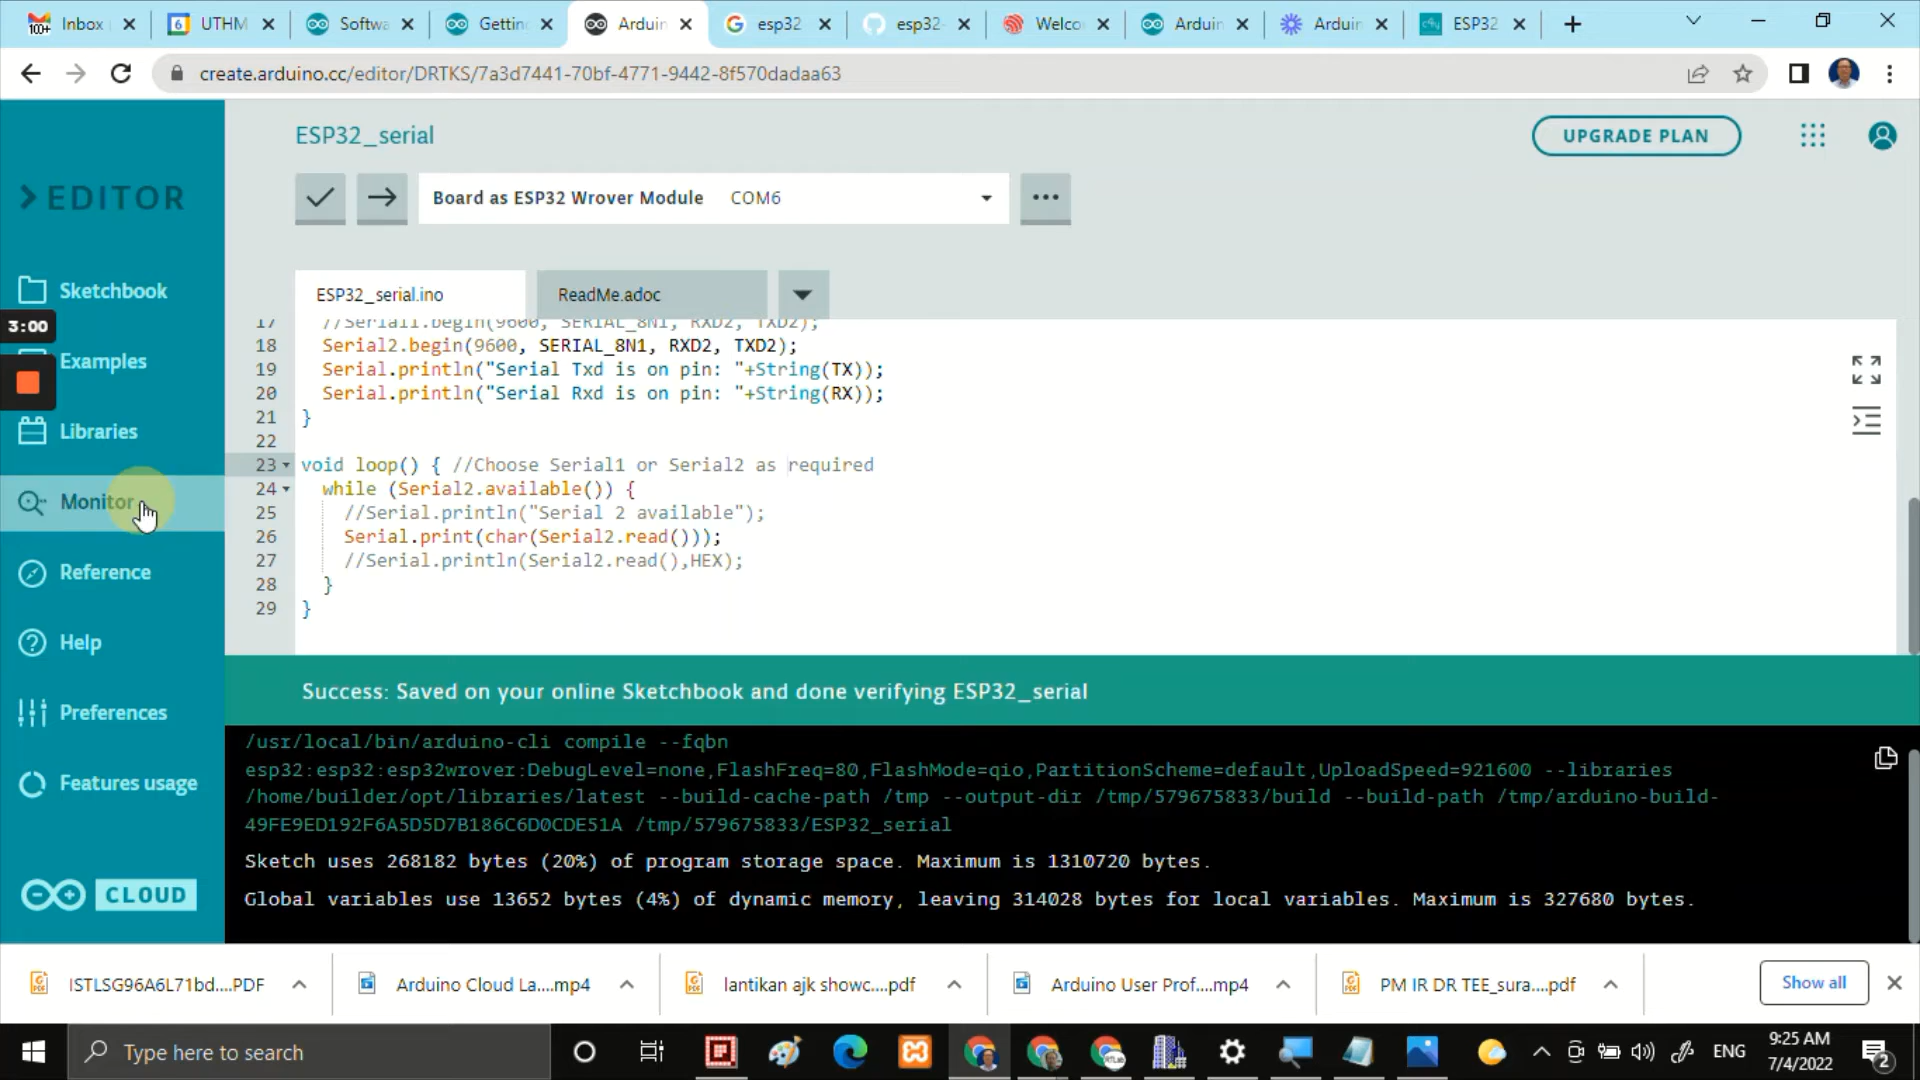 100+ Inbox
6 UTHM
Softwa
Gettin
Arduin
esp32
esp32-
Welco
Arduin
Arduin
ESP32
create.arduino.cc/editor/DRTKS/7a3d7441-70bf-4771-9442-8f570dadaa63
ESP32_serial
UPGRADE PLAN
EDITOR
Board as ESP32 Wrover Module COM6
Sketchbook
3:00
Examples
Libraries
Monitor
Reference
Help
Preferences
Features usage
CLOUD
ESP32_serial.ino
ReadMe.adoc
17 //Serial1.begin(9600, SERIAL_8N1, RXD2, TXD2);
18 Serial2.begin(9600, SERIAL_8N1, RXD2, TXD2);
19 Serial.println("Serial Txd is on pin: "+String(TX));
20 Serial.println("Serial Rxd is on pin: "+String(RX));
21 }
22
23 void loop() { //Choose Serial1 or Serial2 as required
24 while (Serial2.available()) {
25 //Serial.println("Serial 2 available");
26 Serial.print(char(Serial2.read()));
27 //Serial.println(Serial2.read(),HEX);
28 }
29 }
Success: Saved on your online Sketchbook and done verifying ESP32_serial
/usr/local/bin/arduino-cli compile --fqbn
esp32:esp32:esp32wrover:DebugLevel=none,FlashFreq=80,FlashMode=qio,PartitionScheme=default,UploadSpeed=921600 --libraries
/home/builder/opt/libraries/latest --build-cache-path /tmp --output-dir /tmp/579675833/build --build-path /tmp/arduino-build-
49FE9ED192F6A5D5D7B186C6D0CDE51A /tmp/579675833/ESP32_serial
Sketch uses 268182 bytes (20%) of program storage space. Maximum is 1310720 bytes.
Global variables use 13652 bytes (4%) of dynamic memory, leaving 314028 bytes for local variables. Maximum is 327680 bytes.
ISTLSG96A6L71bd....PDF
Arduino Cloud La....mp4
lantikan ajk showc....pdf
Arduino User Prof....mp4
PM IR DR TEE_sura....pdf
Show all
Type here to search
ENG
9:25 AM
7/4/2022
2